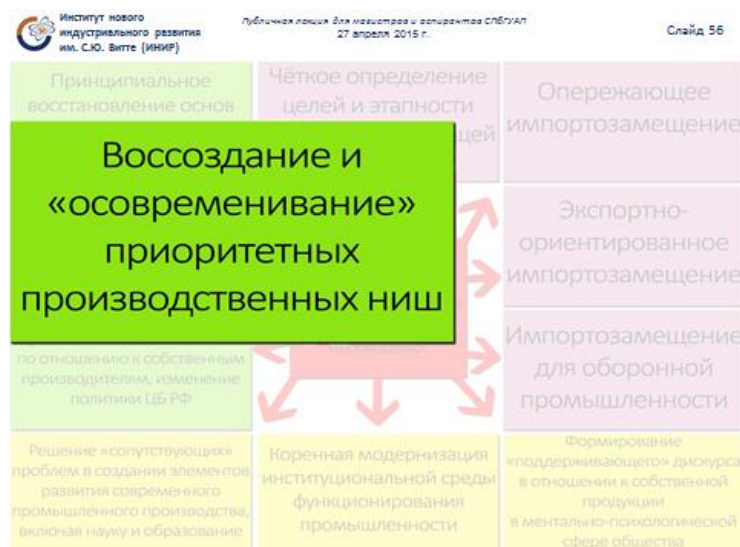 Институт нового
индустриального развития
им. С.Ю. Витте (ИНИР)
Публичная лекция для магистров и аспирантов СПбГУАП
27 апреля 2015 г.
Слайд 56
Принципиальное
восстановление основ
Чёткое определение
целей и этапности
щей
Опережающее
импортозамещение
Воссоздание и
«осовременивание»
приоритетных
производственных ниш
Экспортно-
ориентированное
импортозамещение
по отношению к собственным
производителям, изменение
политики ЦБ РФ
Импортозамещение
для оборонной
промышленности
Решение «сопутствующих»
проблем в создании элементов
развития современного
промышленного производства,
включая науку и образование
Коренная модернизация
институциональной среды
функционирования
промышленности
Формирование
«поддерживающего» дискурса
в отношении к собственной
продукции
в ментально-психологической
сфере общества